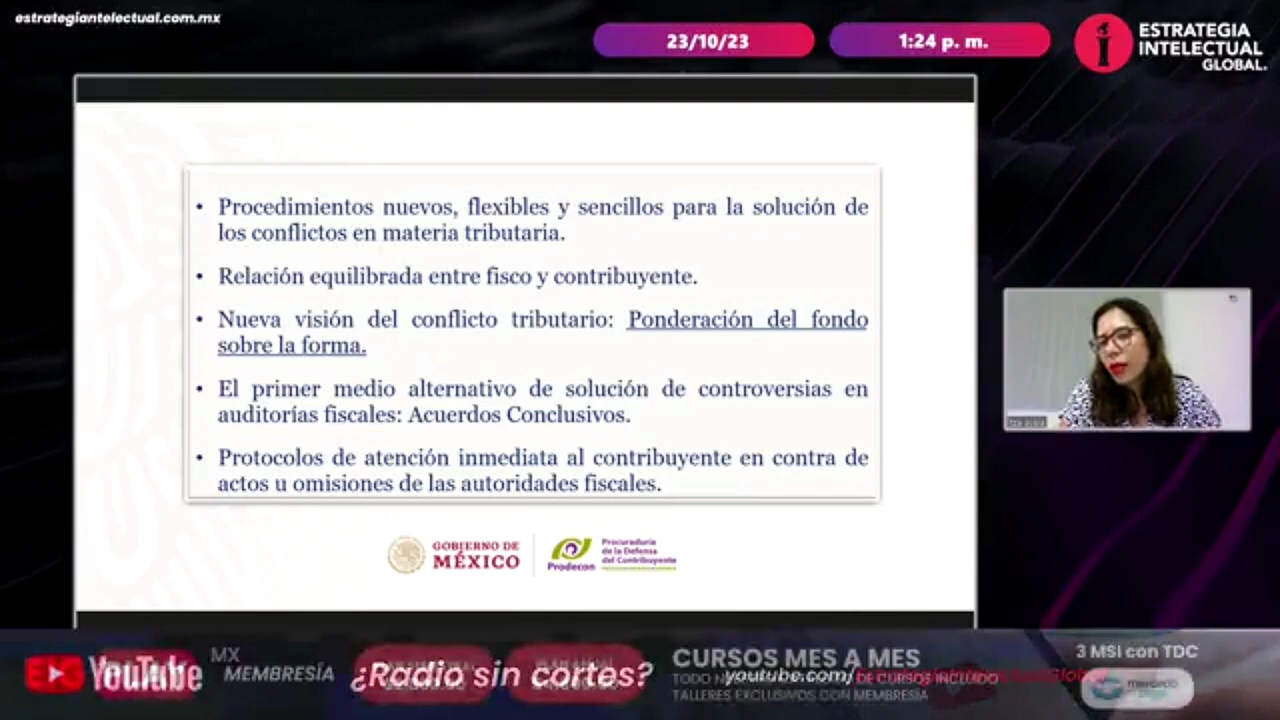 estrategiantelectual.com.mx
23/10/23
1:24 p. m.
ESTRATEGIA
INTELECTUAL
GLOBAL.
• Procedimientos nuevos, flexibles y sencillos para la solución de
los conflictos en materia tributaria.
• Relación equilibrada entre fisco y contribuyente.
• Nueva visión del conflicto tributario: Ponderación del fondo
sobre la forma.
• El primer medio alternativo de solución de controversias en
auditorías fiscales: Acuerdos Conclusivos.
• Protocolos de atención inmediata al contribuyente en contra de
actos u omisiones de las autoridades fiscales.
GOBIERNO DE
MÉXICO
Prodecon
Procuraduría
de la Defensa
del Contribuyente
YouTube
MX
MEMBRESÍA
¿Radio sin cortes?
CURSOS MES A MES
TODO
DE CURSOS INCLUIDO
youtube.com/
TALLERES EXCLUSIVOS CON MEMBRESÍA
3 MSI con TDC